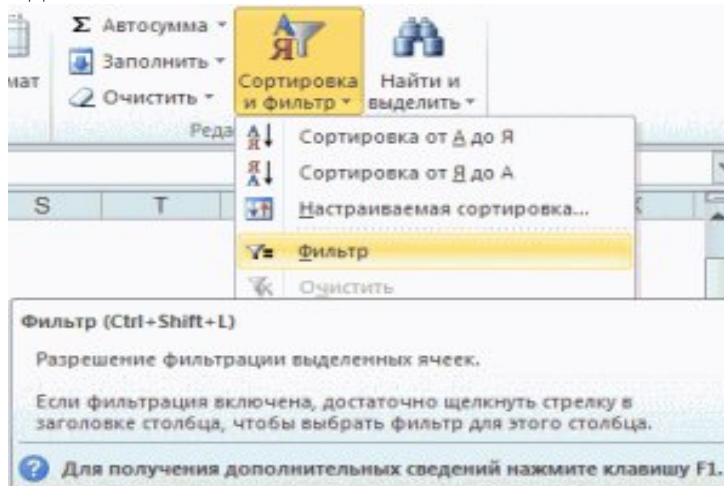 Σ Автосумма
Заполнить
мат
Очистить
Сортировка
и фильтр
Найти и
выделить
Реда
Сортировка от А до Я
Сортировка от Я до А
Настраиваемая сортировка...
S T
Фильтр
Очистить
Фильтр (Ctrl+Shift+L)
Разрешение фильтрации выделенных ячеек.
Если фильтрация включена, достаточно щелкнуть стрелку в
заголовке столбца, чтобы выбрать фильтр для этого столбца.
Для получения дополнительных сведений нажмите клавишу F1.